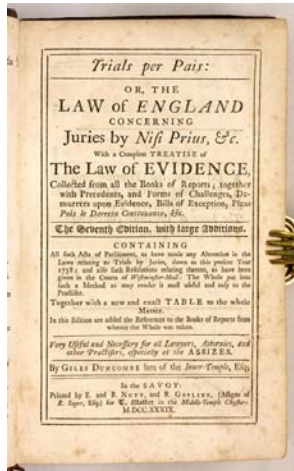 Trials per Pais:
OR, THE
LAW of ENGLAND
CONCERNING
Juries by Nisi Prius, &c.
With a Compleat TREATISE of
The Law of EVIDENCE,
Collected from all the Books of Reports; together
with Precedents, and Forms of Challenges, De-
murrers upon Evidence, Bills of Exception, Pleas
Puis le Darrein Continuance, &c.
The Seventh Edition, with large Additions.
CONTAINING
All such Acts of Parliament, to have made any Alteration in the
Laws relating to Trials by Juries, down to this present Year
1738; and also such Resolutions relating thereto, as have been
given in the Courts of Westminster-Hall: The Whole put into
such a Method as may render it most useful and easy to the
Practiser.
Together with a new and exact TABLE to the whole
Matter.
In this Edition are added the References to the Books of Reports from
whence the Whole was taken.
Very Useful and Necessary for all Lawyers, Attornies, and
other Practisers, especially at the ASSIZES.
By GILES DUNCOMBE late of the Inner-Temple, Esq;
In the SAVOY:
Printed by E. and R. NUTT, and R. GOSLING, (Assigns of
R. Sayer, Esq;) for C. in the Middle-Temple
M.DCC.XXXIX.